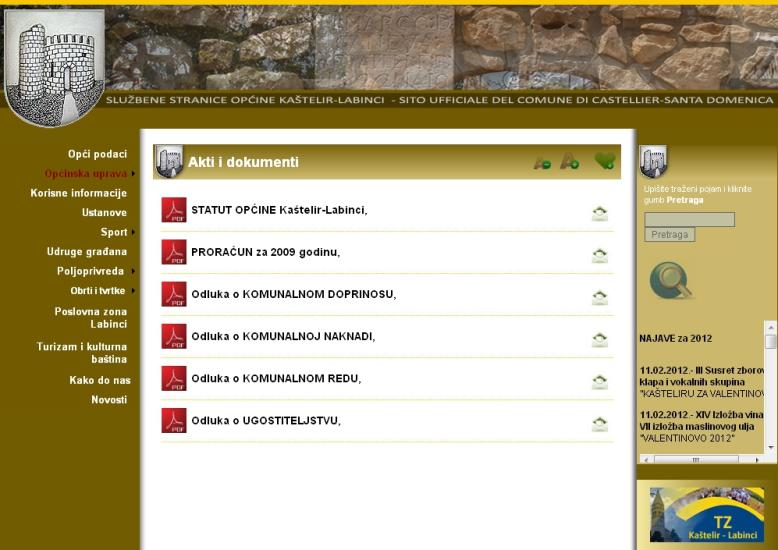 SLUŽBENE STRANICE OPĆINE KAŠTELIR-LABINCI - SITO UFFICIALE DEL COMUNE DI CASTELLIER-SANTA DOMENICA
Opći podaci
Općinska uprava
Korisne informacije
Ustanove
Sport
Udruge građana
Poljoprivreda
Obrti i tvrtke
Poslovna zona
Labinci
Turizam i kulturna
baština
Kako do nas
Novosti
Akti i dokumenti
STATUT OPĆINE Kaštelir-Labinci,
PRORAČUN za 2009 godinu,
Odluka o KOMUNALNOM DOPRINOSU,
Odluka o KOMUNALNOJ NAKNADI,
Odluka o KOMUNALNOM REDU,
Odluka o UGOSTITELJSTVU,
Upišite traženi pojam i kliknite
gumb Pretraga
Pretraga
NAJAVE za 2012
11.02.2012.- III Susret zborov
klapa i vokalnih skupina
"KAŠTELIRU ZA VALENTINOV
11.02.2012.- XIV Izložba vina
VII izložba maslinovog ulja
"VALENTINOVO 2012"
TZ
Kaštelir - Labinci